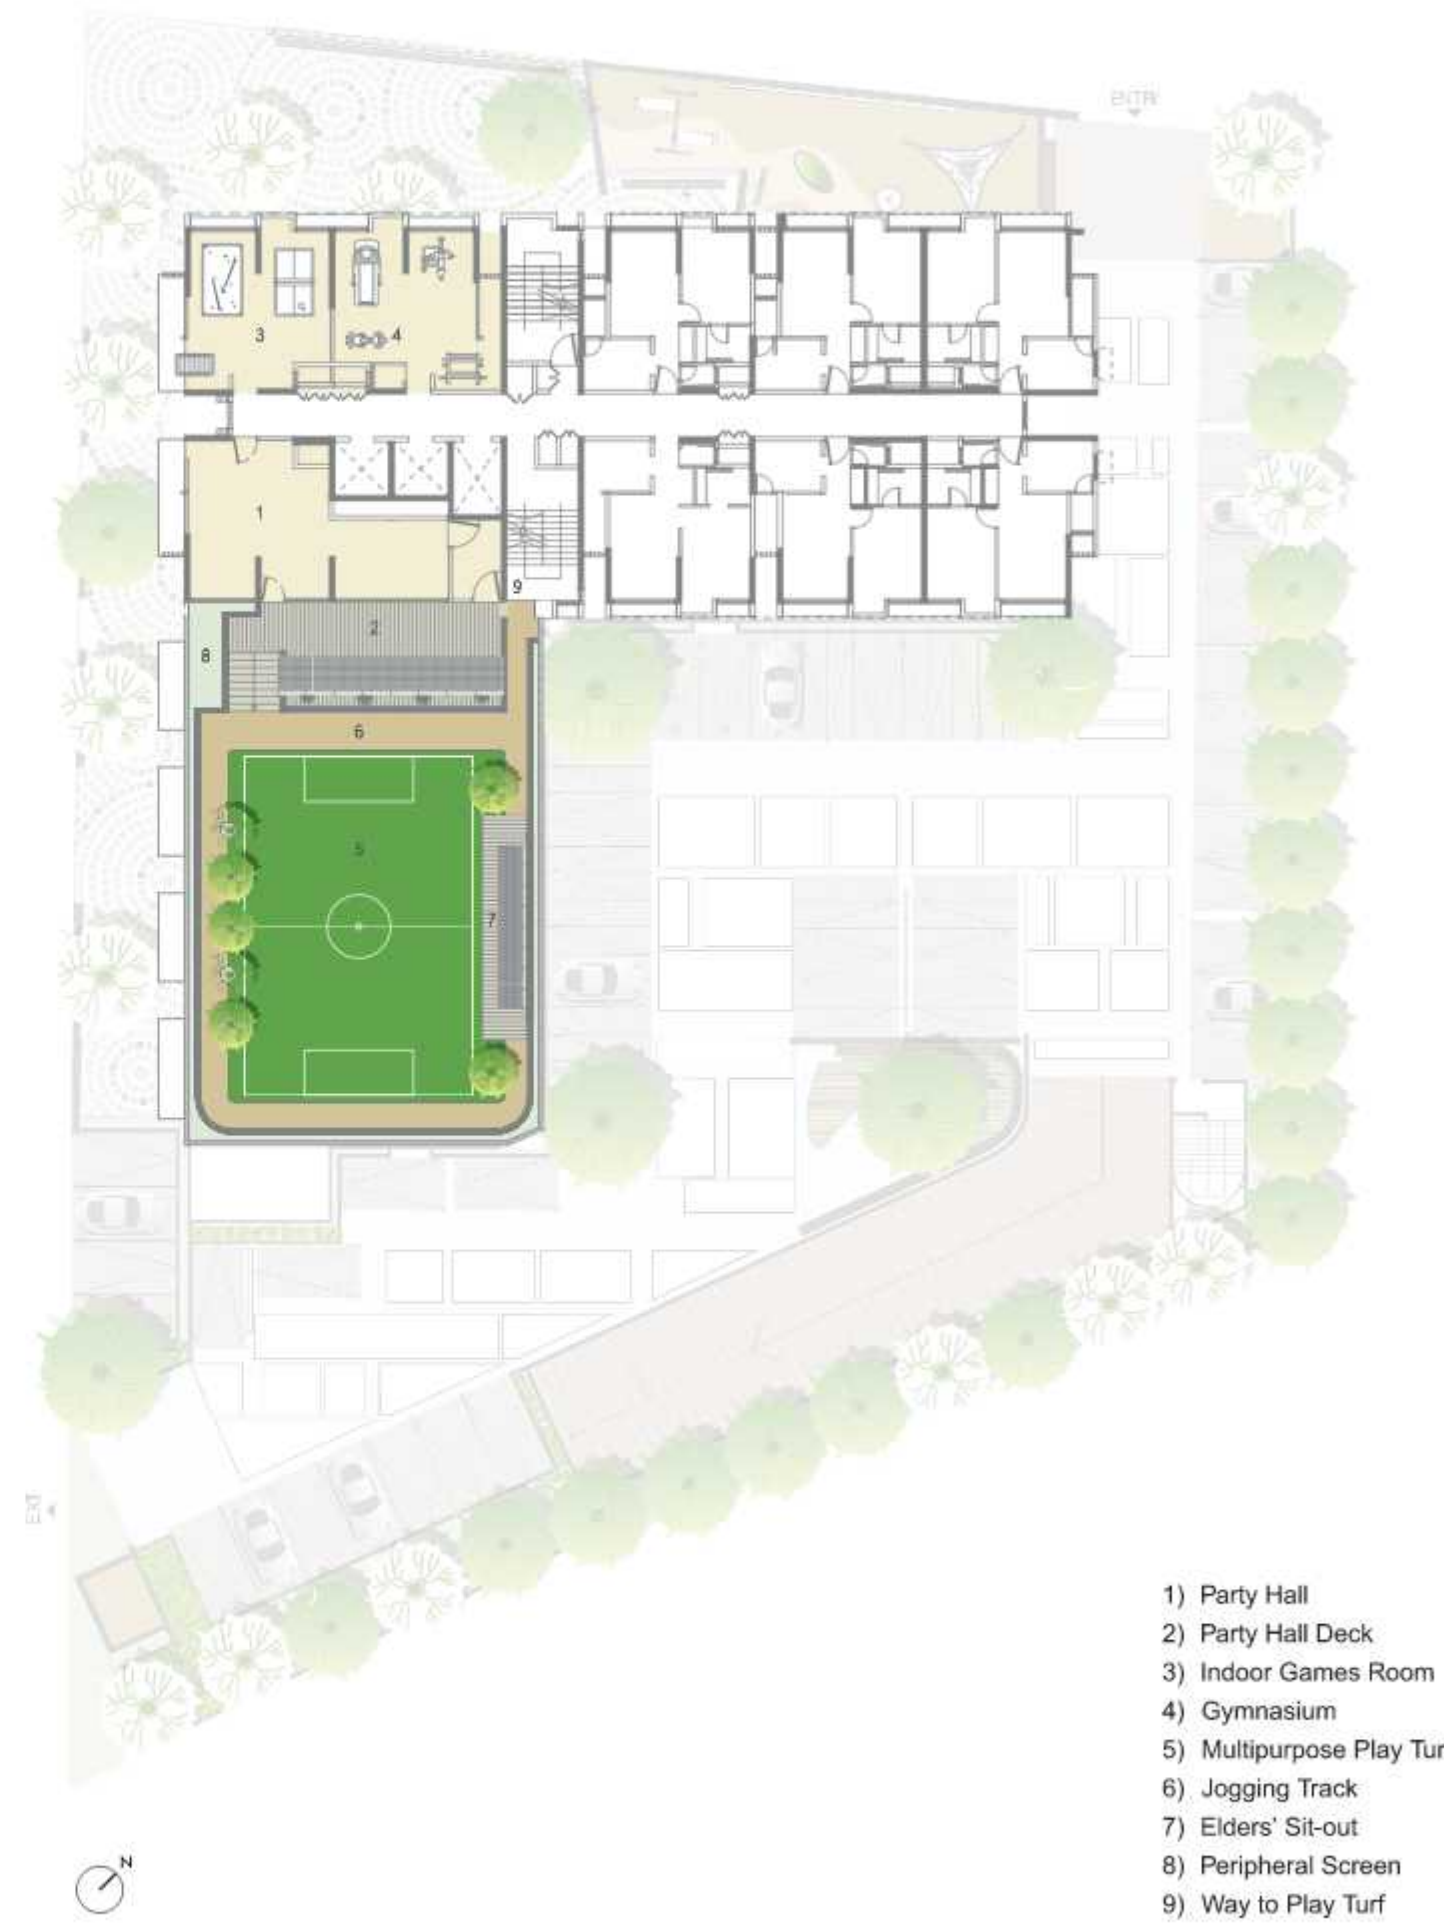 ENTRY
3
4
1
9
2
8
6
5
7
EXIT
1) Party Hall
2) Party Hall Deck
3) Indoor Games Room
4) Gymnasium
5) Multipurpose Play Tur
6) Jogging Track
7) Elders' Sit-out
8) Peripheral Screen
9) Way to Play Turf
N